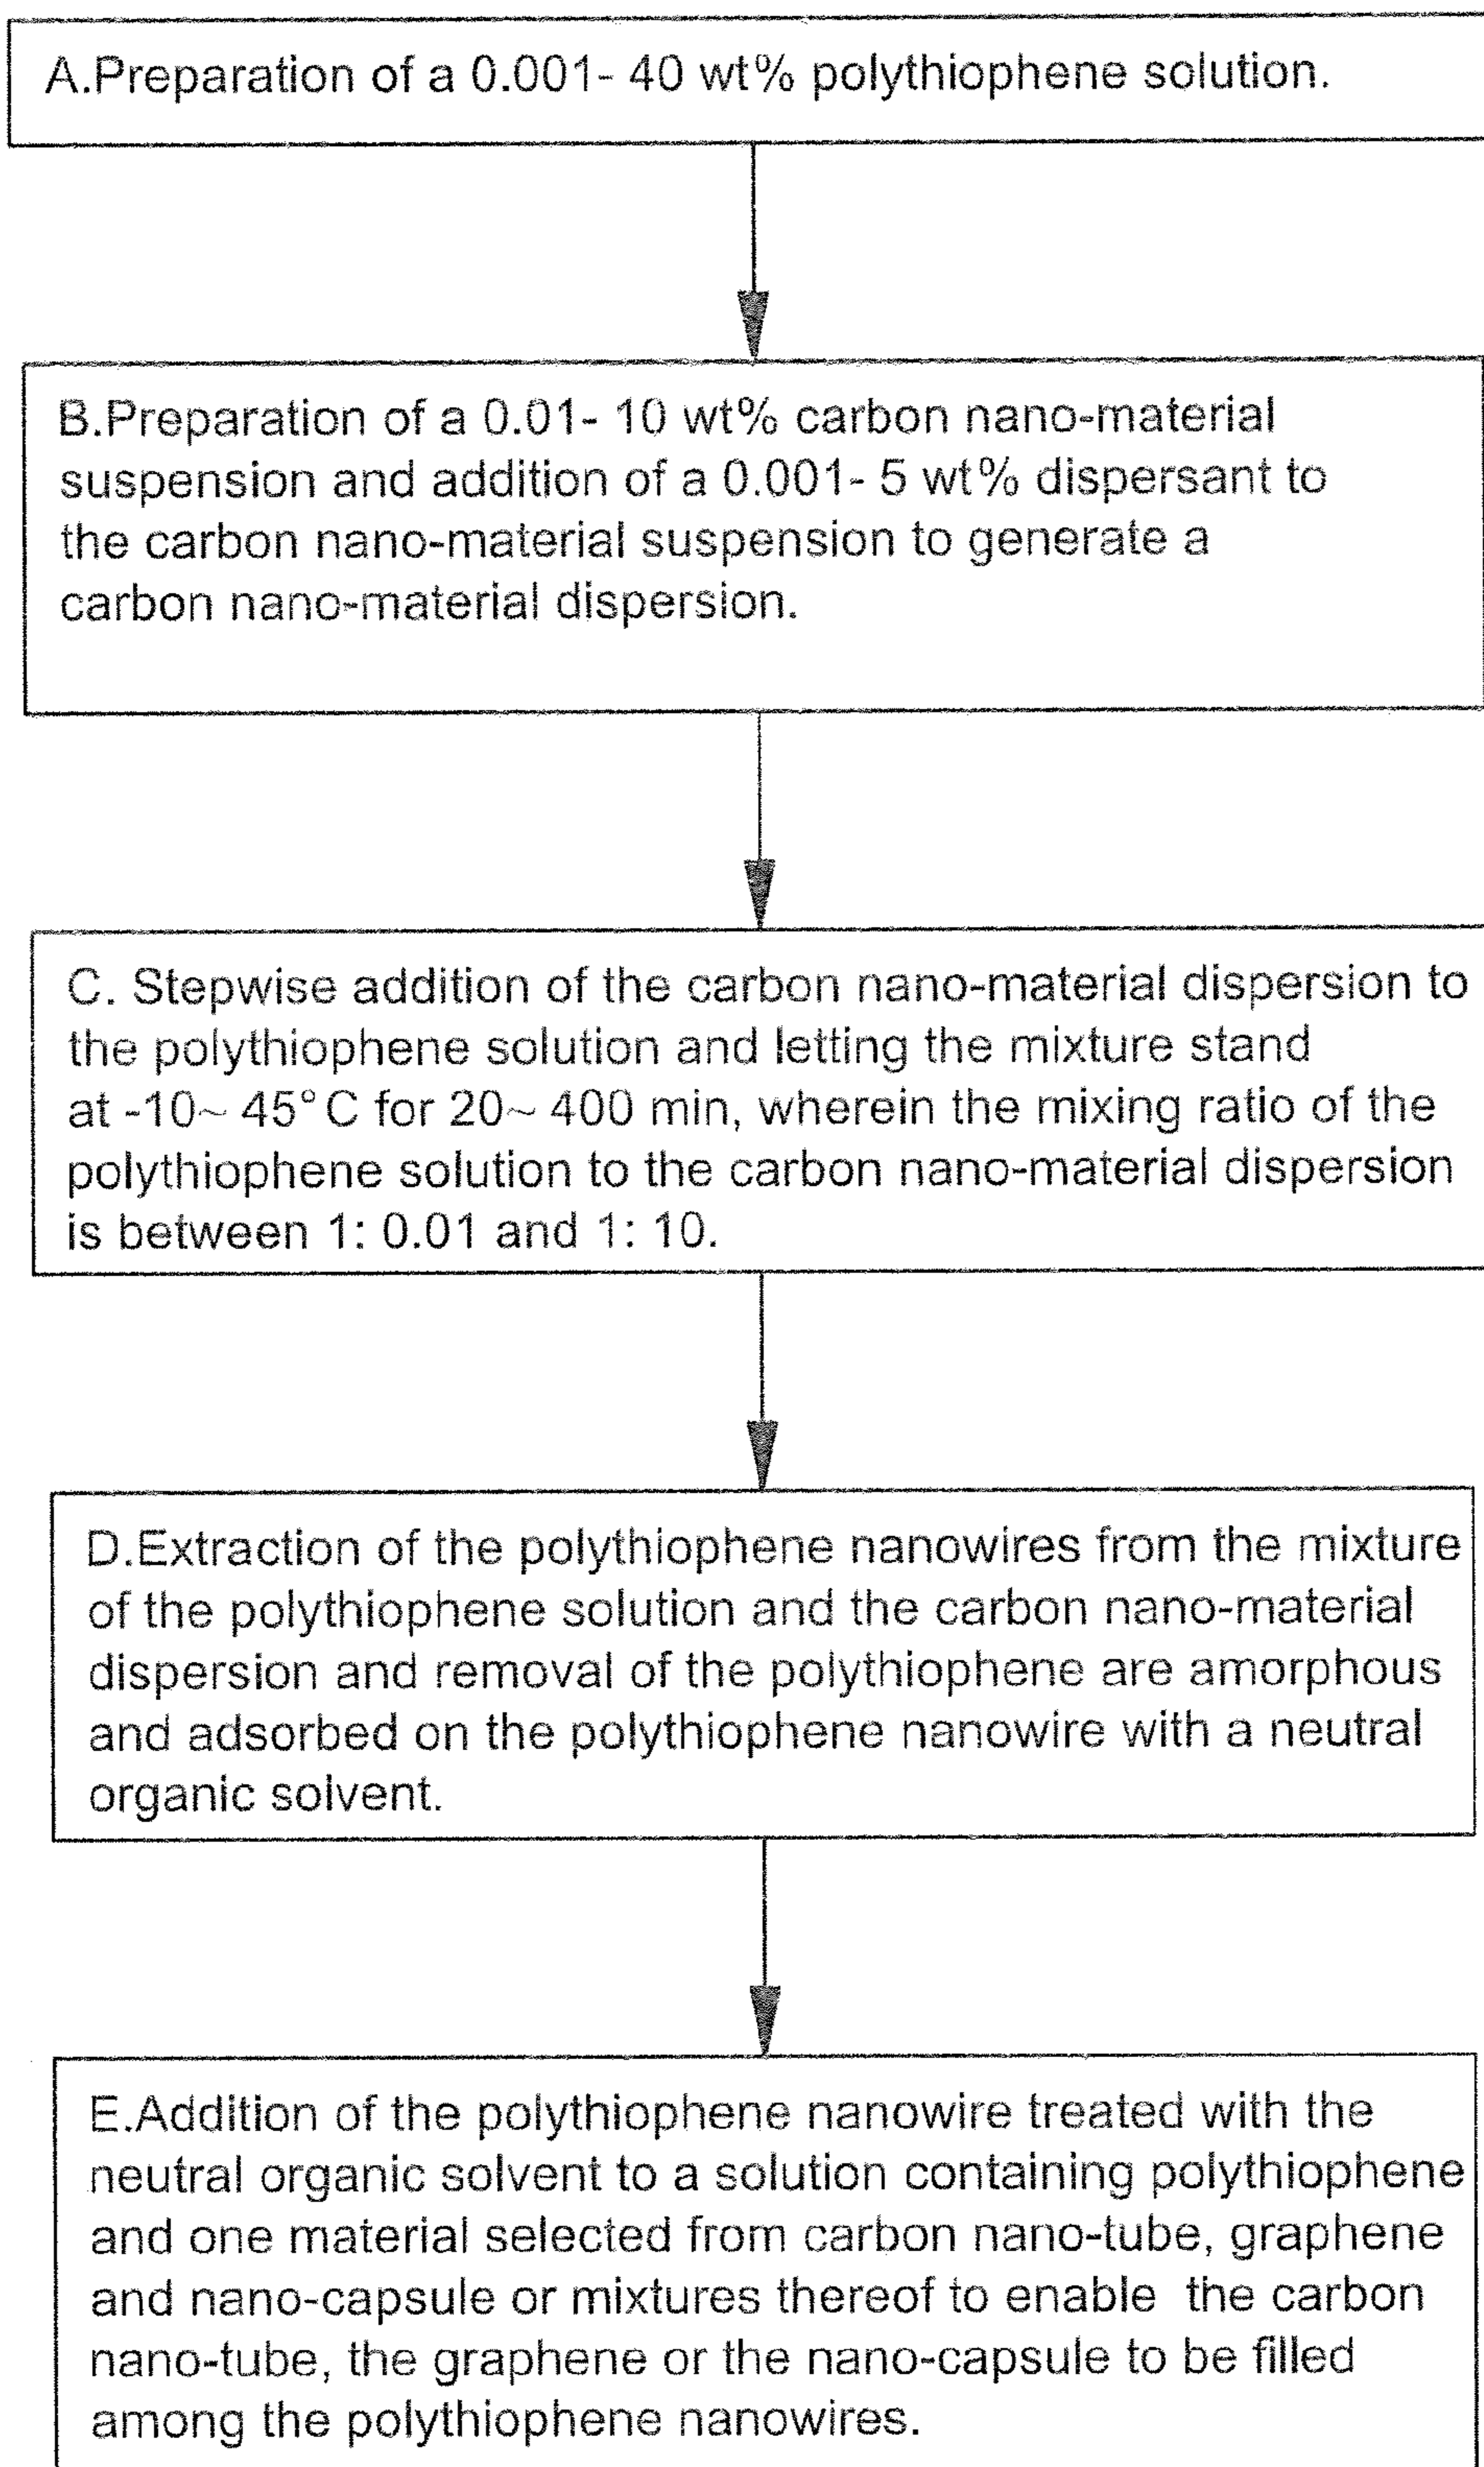 A.Preparation of a 0.001- 40 wt% polythiophene solution.
B.Preparation of a 0.01- 10 wt% carbon nano-material
suspension and addition of a 0.001- 5 wt% dispersant to
the carbon nano-material suspension to generate a
carbon nano-material dispersion.
C. Stepwise addition of the carbon nano-material dispersion to
the polythiophene solution and letting the mixture stand
at -10~ 45°C for 20~ 400 min, wherein the mixing ratio of the
polythiophene solution to the carbon nano-material dispersion
is between 1: 0.01 and 1: 10.
D.Extraction of the polythiophene nanowires from the mixture
of the polythiophene solution and the carbon nano-material
dispersion and removal of the polythiophene are amorphous
and adsorbed on the polythiophene nanowire with a neutral
organic solvent.
E.Addition of the polythiophene nanowire treated with the
neutral organic solvent to a solution containing polythiophene
and one material selected from carbon nano-tube, graphene
and nano-capsule or mixtures thereof to enable the carbon
nano-tube, the graphene or the nano-capsule to be filled
among the polythiophene nanowires.